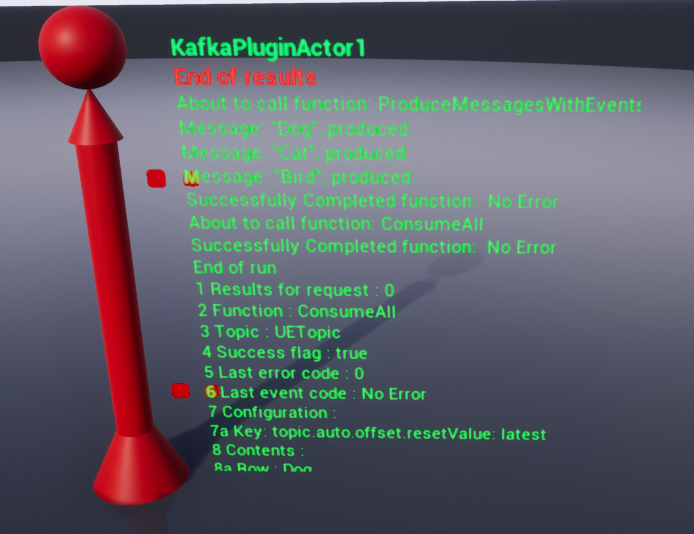 KafkaPluginActor1
End of results
About to call function: ProduceMessagesWithEvents
Message: "Dog", produced
Message: "Cat", produced
Message: "Bird", produced
Successfully Completed function:  No Error
About to call function: ConsumeAll
Successfully Completed function:  No Error
End of run
1 Results for request : 0
2 Function : ConsumeAll
3 Topic : UETopic
4 Success flag : true
5 Last error code : 0
6 Last event code : No Error
7 Configuration :
7a Key: topic.auto.offset.resetValue: latest
8 Contents :
8a Row : Dog